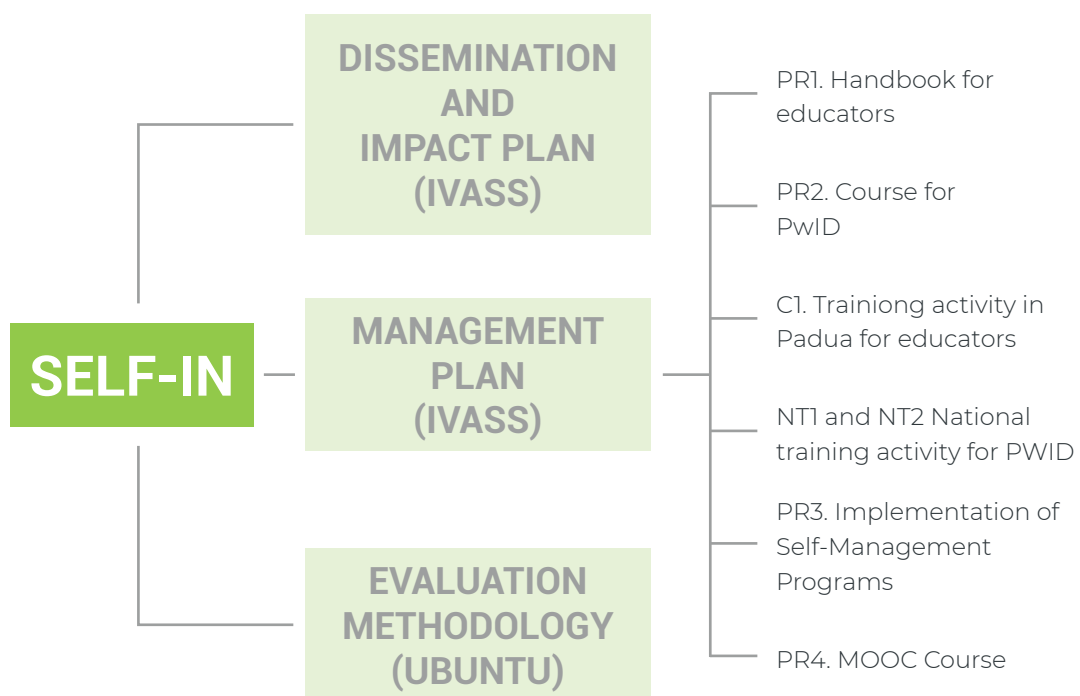 SELF-IN
DISSEMINATION
AND
IMPACT PLAN
(IVASS)
MANAGEMENT
PLAN
(IVASS)
EVALUATION
METHODOLOGY
(UBUNTU)
PR1. Handbook for
educators
PR2. Course for
PwID
C1. Trainiong activity in
Padua for educators
NT1 and NT2 National
training activity for PWID
PR3. Implementation of
Self-Management
Programs
PR4. MOOC Course